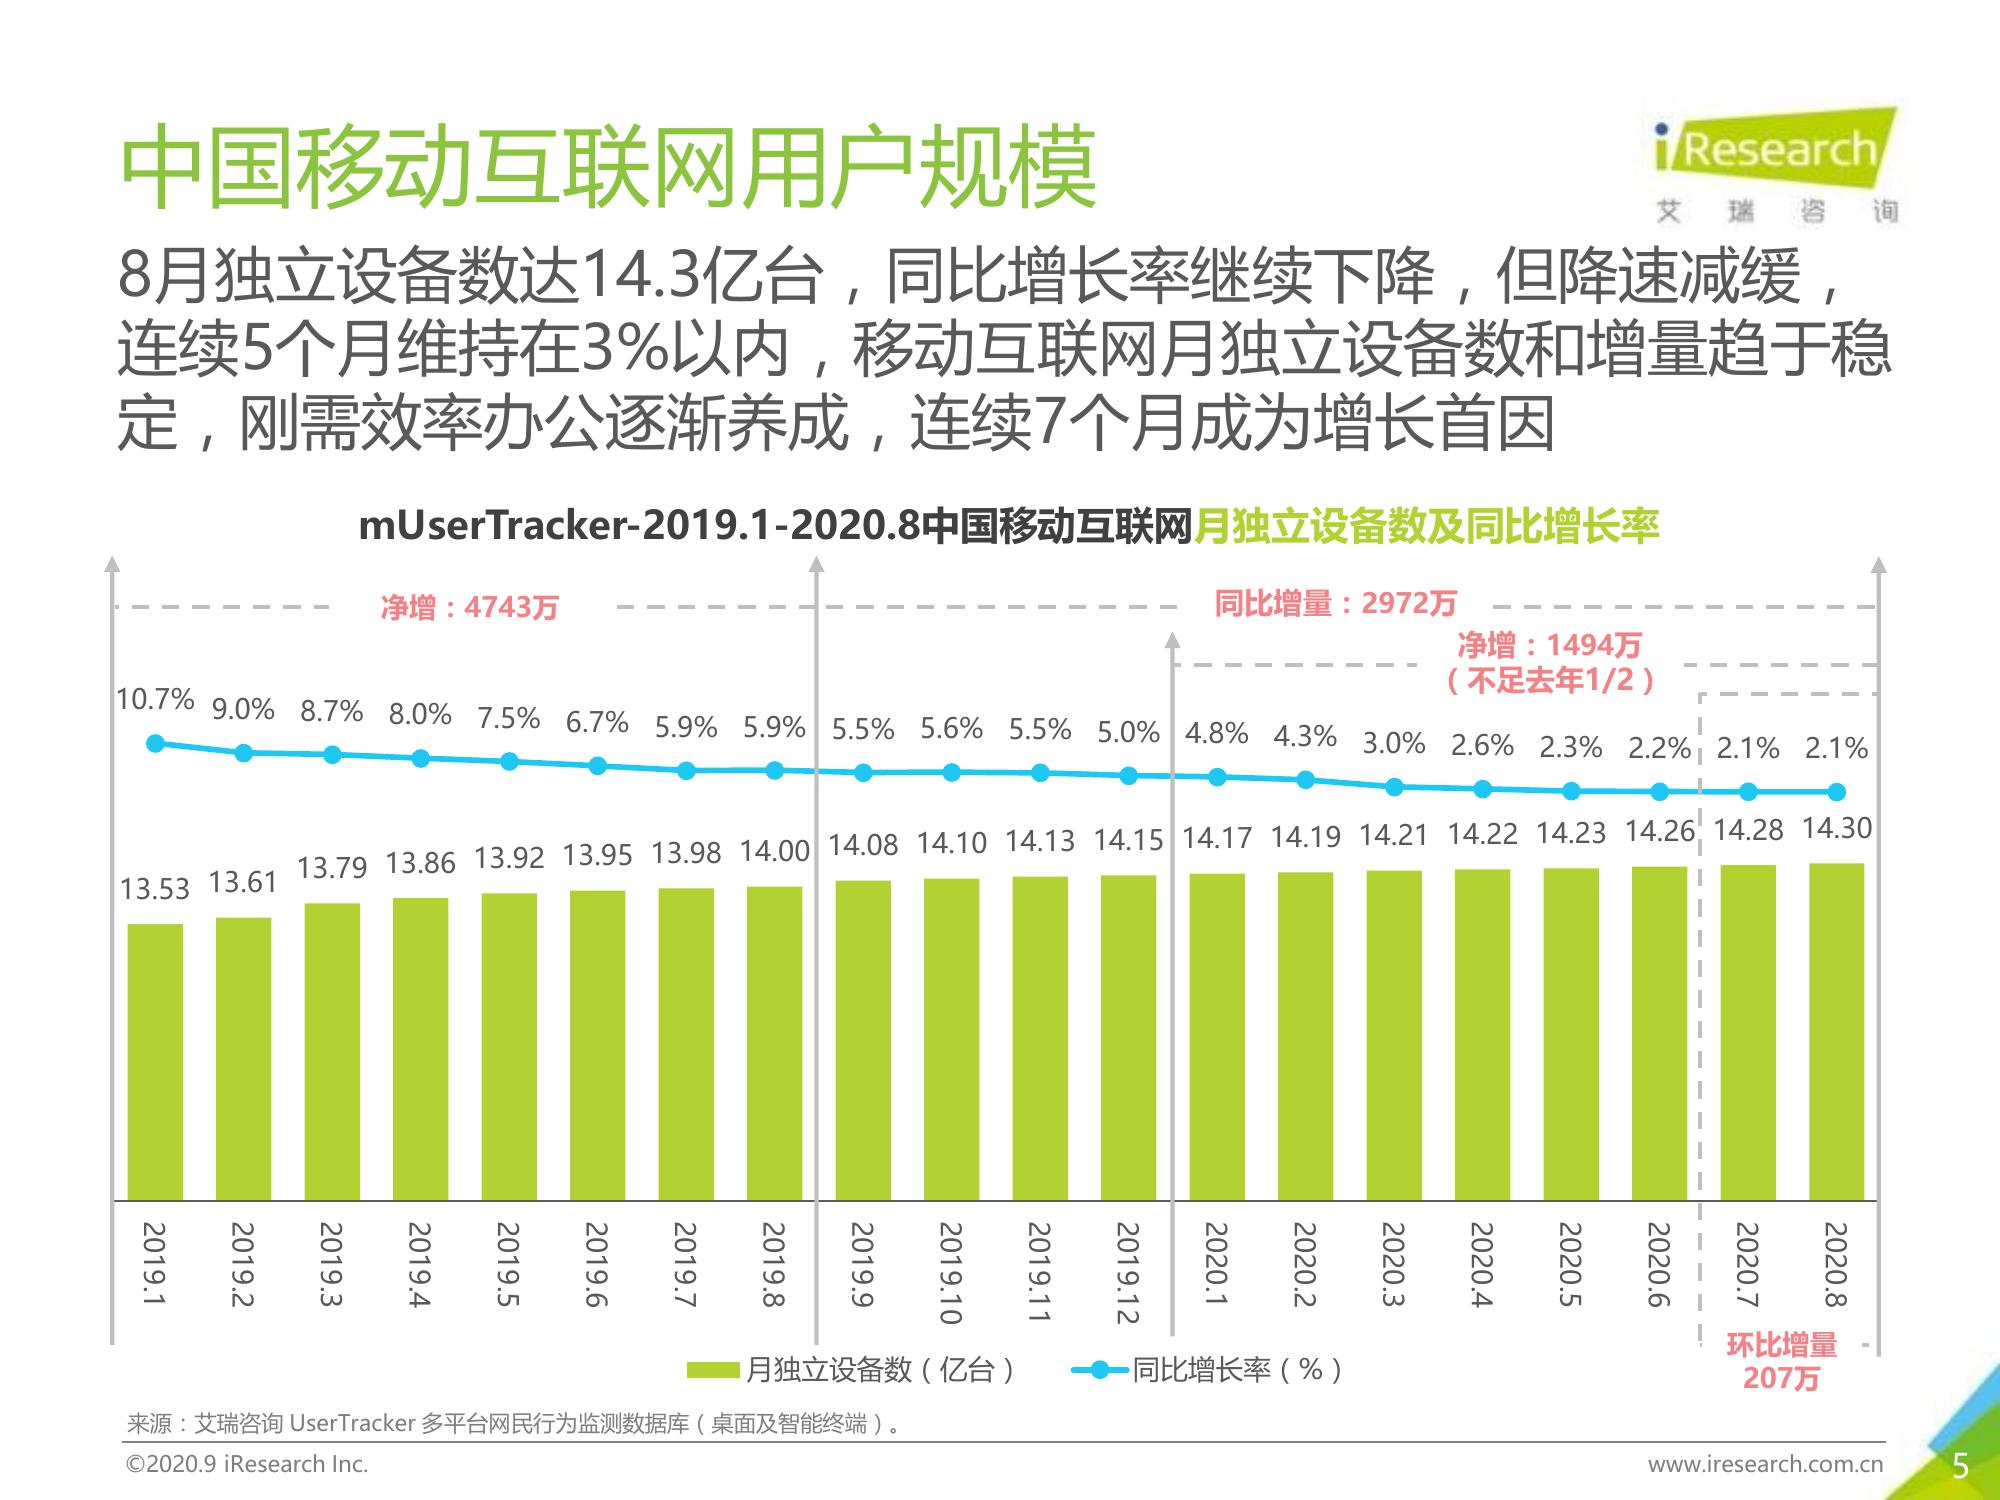 中国移动互联网用户规模
iResearch
艾瑞咨询
8月独立设备数达14.3亿台，同比增长率继续下降，但降速减缓，
连续5个月维持在3%以内，移动互联网月独立设备数和增量趋于稳
定，刚需效率办公逐渐养成，连续7个月成为增长首因
mUserTracker-2019.1-2020.8中国移动互联网月独立设备数及同比增长率
净增：4743万
同比增量：2972万
净增：1494万
（不足去年1/2）
10.7% 9.0% 8.7% 8.0% 7.5% 6.7% 5.9% 5.9% 5.5% 5.6% 5.5% 5.0% 4.8% 4.3% 3.0% 2.6% 2.3% 2.2% 2.1% 2.1%
13.53 13.61 13.79 13.86 13.92 13.95 13.98 14.00 14.08 14.10 14.13 14.15 14.17 14.19 14.21 14.22 14.23 14.26 14.28 14.30
2019.1 2019.2 2019.3 2019.4 2019.5 2019.6 2019.7 2019.8 2019.9 2019.10 2019.11 2019.12 2020.1 2020.2 2020.3 2020.4 2020.5 2020.6 2020.7 2020.8
环比增量
207万
月独立设备数（亿台） 同比增长率（%）
来源：艾瑞咨询 UserTracker 多平台网民行为监测数据库（桌面及智能终端）。
©2020.9 iResearch Inc. www.iresearch.com.cn 5